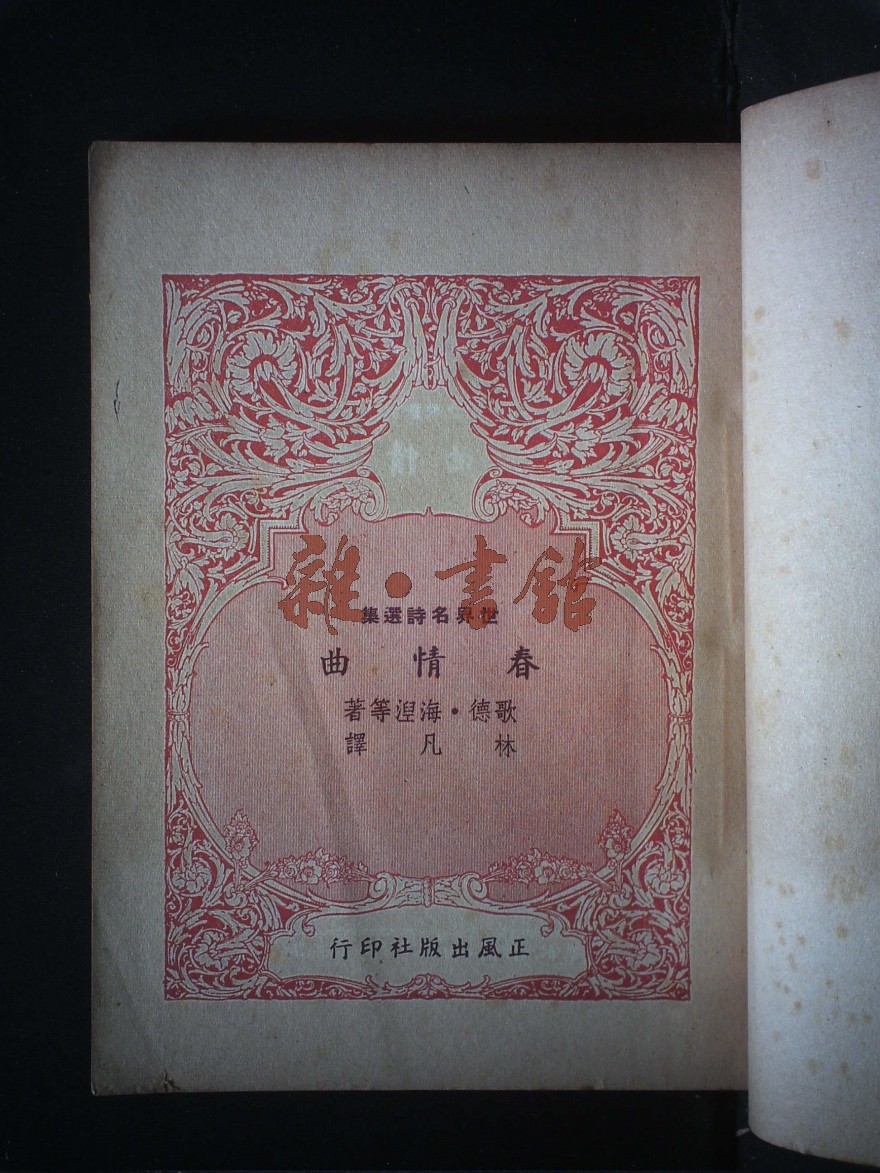 雜·書館
世界名詩選集
春情曲
歌德·海湼等著
林凡譯
正風出版社印行